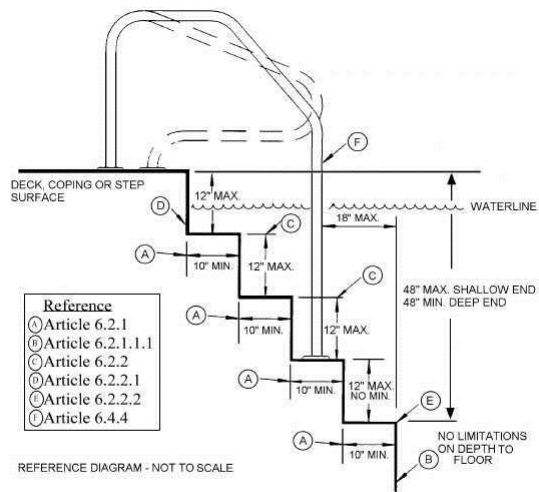 F
DECK, COPING OR STEP
SURFACE
12" MAX.
WATERLINE
D
C
18" MAX.
A
10" MIN.
12" MAX.
C
48" MAX. SHALLOW END
48" MIN. DEEP END
Reference
A Article 6.2.1
B Article 6.2.1.1.1
C Article 6.2.2
D Article 6.2.2.1
E Article 6.2.2.2
F Article 6.4.4
A
10" MIN.
12" MAX.
A
10" MIN.
12" MAX.
NO MIN.
E
A
10" MIN.
NO LIMITATIONS
ON DEPTH TO
FLOOR
B
REFERENCE DIAGRAM - NOT TO SCALE